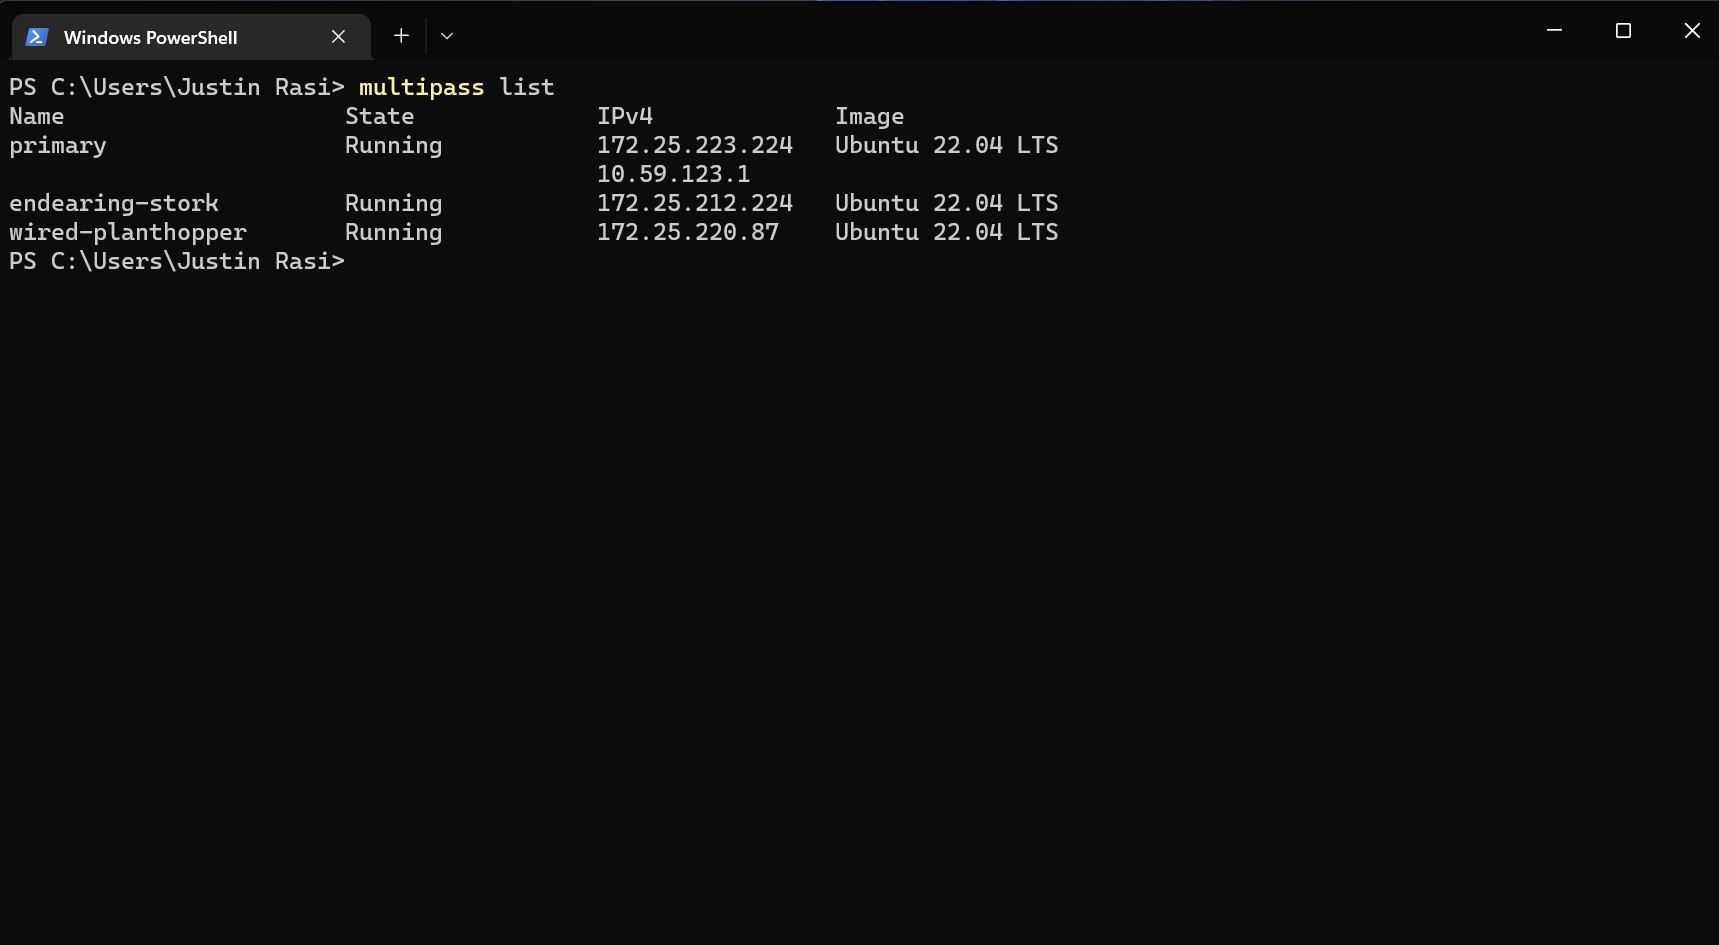 Windows PowerShell
PS C:\Users\Justin Rasi> multipass list
Name                    State             IPv4             Image
primary                 Running           172.25.223.224   Ubuntu 22.04 LTS
                                          10.59.123.1
endearing-stork         Running           172.25.212.224   Ubuntu 22.04 LTS
wired-planthopper       Running           172.25.220.87    Ubuntu 22.04 LTS
PS C:\Users\Justin Rasi>